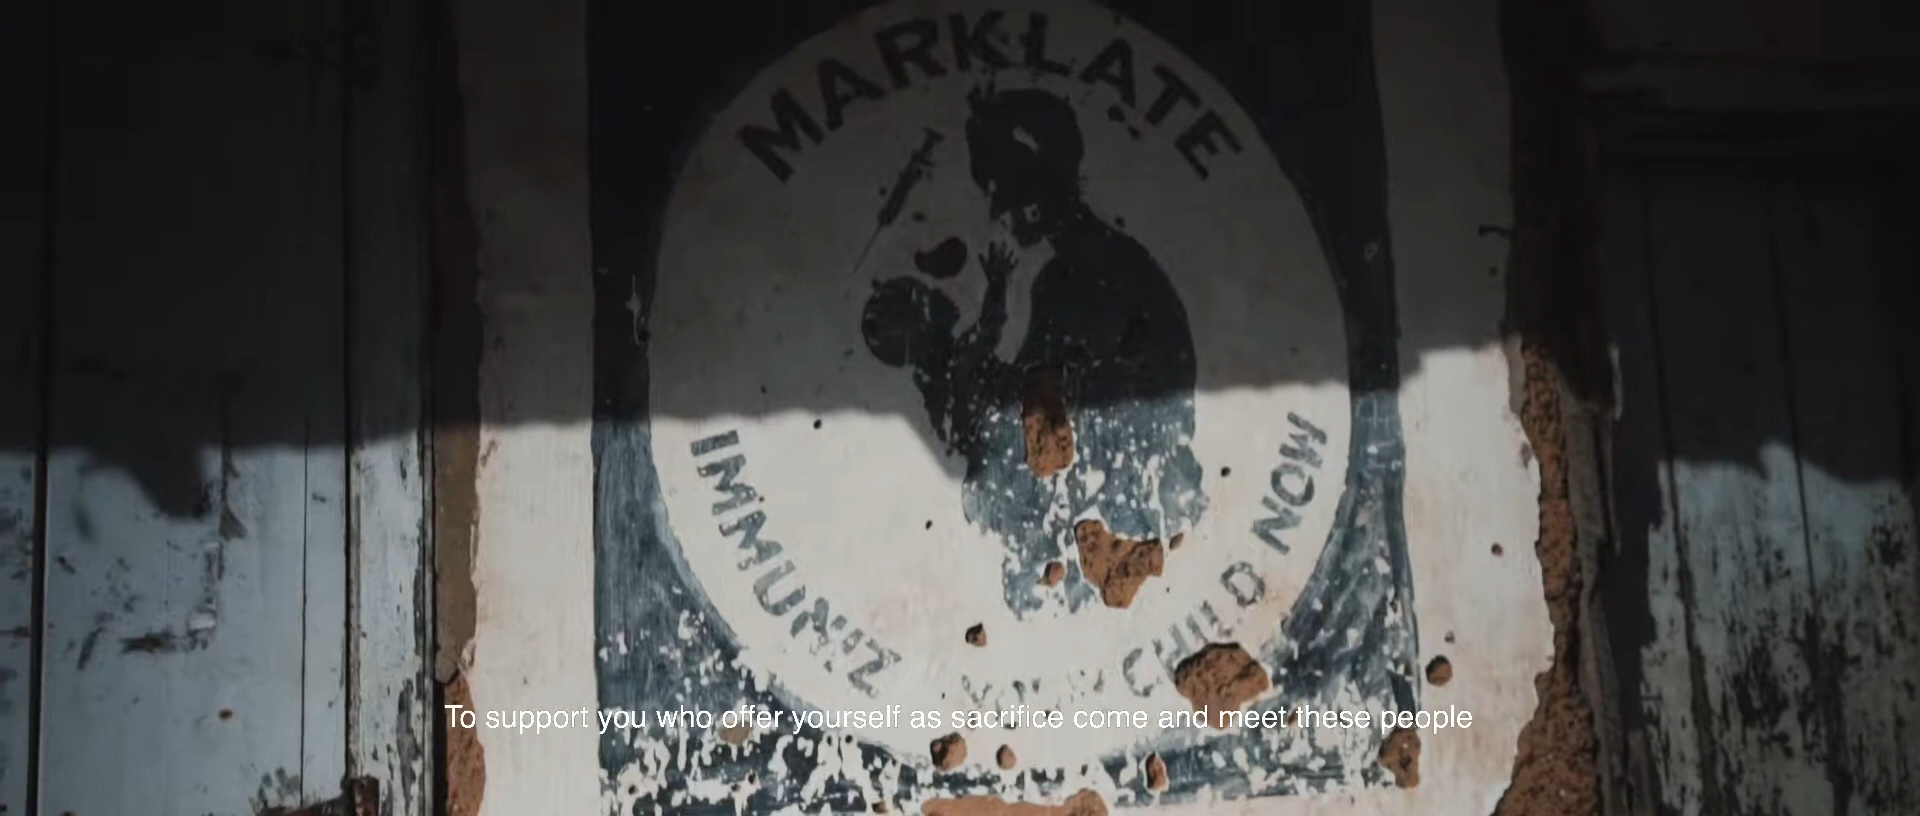 MARKLATE
IMMUNIZ
CHILD NOW
To support you who offer yourself as sacrifice come and meet these people